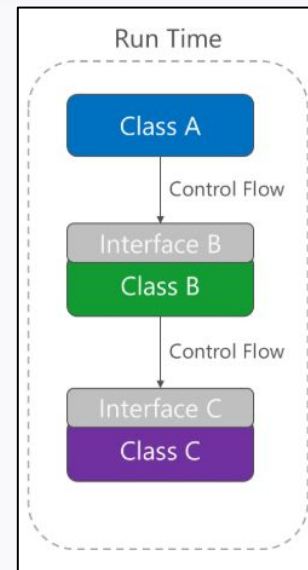 Run Time
Class A
Control Flow
Interface B
Class B
Control Flow
Interface C
Class C